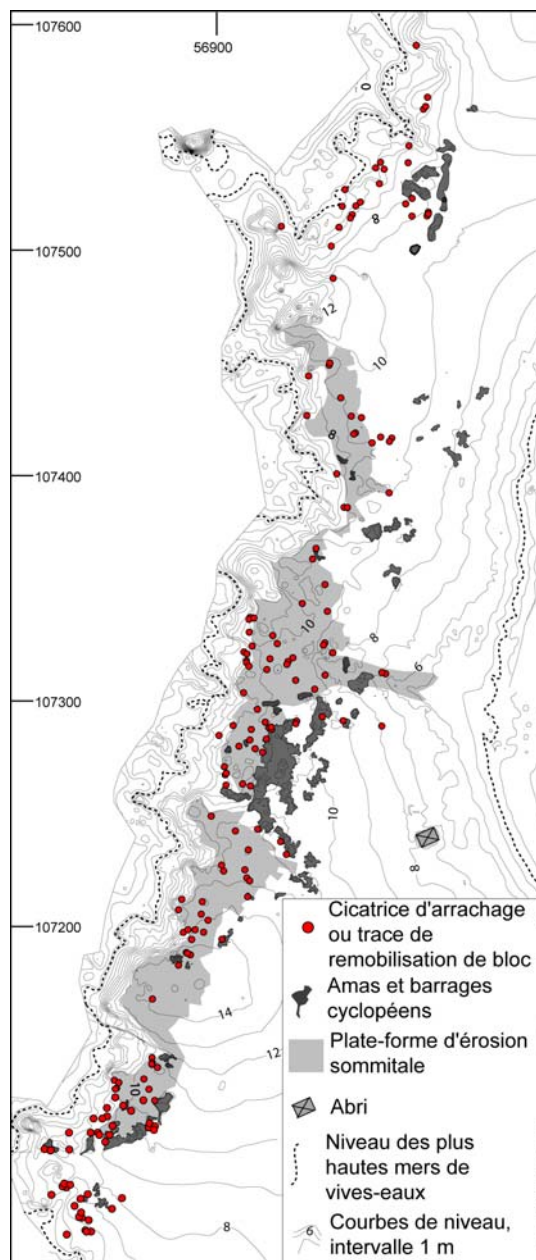 107600
56900
0
8
107500
12
10
8
107400
10
8
6
107300
10
8
107200
14
12
10
8
Cicatrice d'arrachage
ou trace de
remobilisation de bloc
Amas et barrages
cyclopéens
Plate-forme d'érosion
sommitale
Abri
Niveau des plus
hautes mers de
vives-eaux
6
Courbes de niveau,
intervalle 1 m